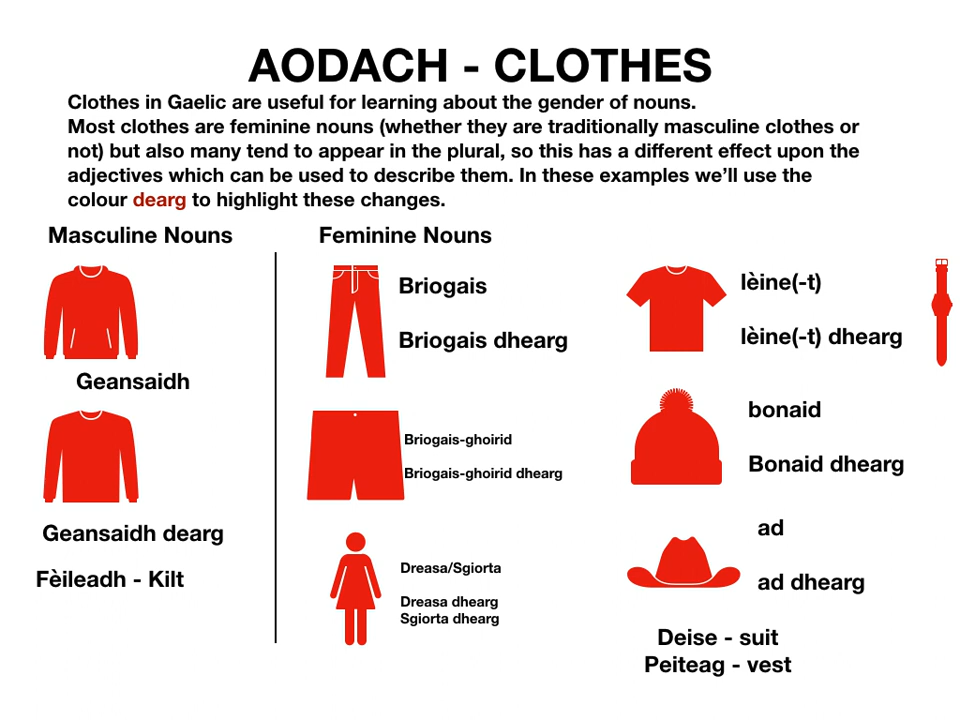 AODACH - CLOTHES
Clothes in Gaelic are useful for learning about the gender of nouns.
Most clothes are feminine nouns (whether they are traditionally masculine clothes or
not) but also many tend to appear in the plural, so this has a different effect upon the
adjectives which can be used to describe them. In these examples we’ll use the
colour dearg to highlight these changes.
Masculine Nouns
Geansaidh
Geansaidh dearg
Fèileadh - Kilt
Feminine Nouns
Briogais
Briogais dhearg
Briogais-ghoirid
Briogais-ghoirid dhearg
Dreasa/Sgiorta
Dreasa dhearg
Sgiorta dhearg
lèine(-t)
lèine(-t) dhearg
bonaid
Bonaid dhearg
ad
ad dhearg
Deise - suit
Peiteag - vest